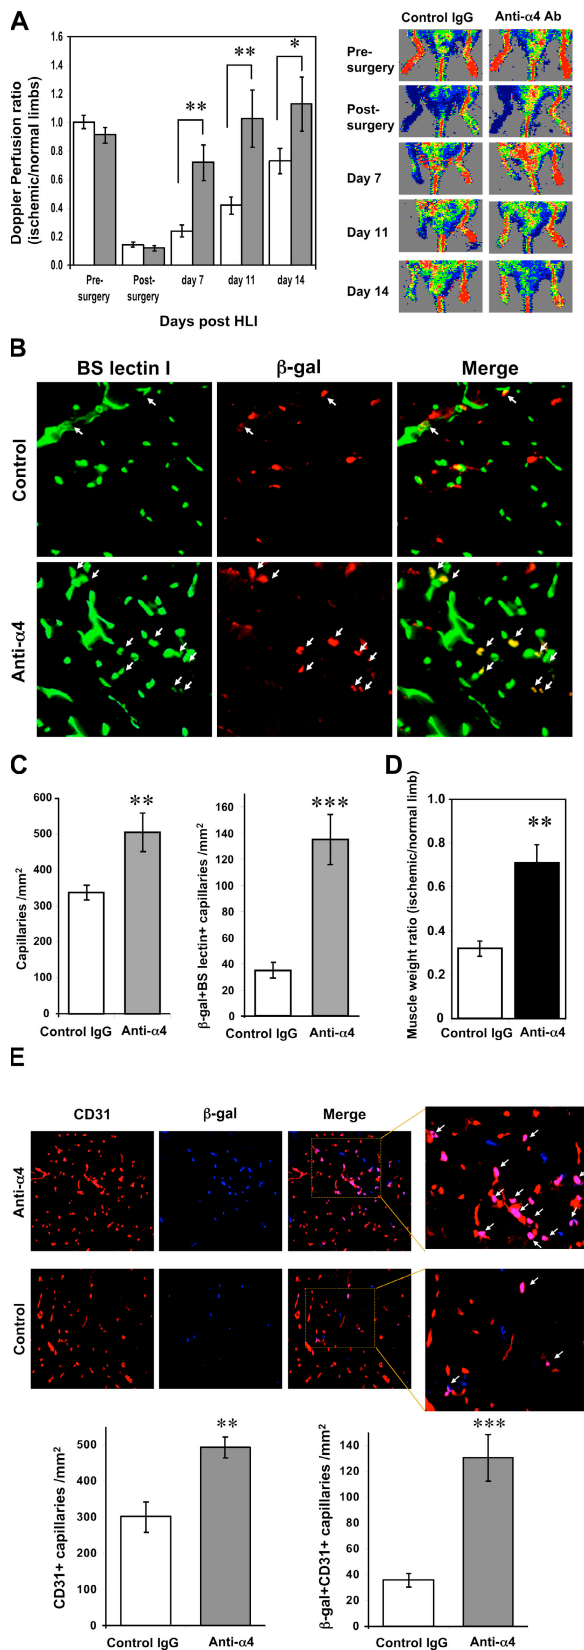 A
Control IgG
Anti-α4 Ab
Doppler Perfusion ratio
(ischemic/normal limbs)
1.6
1.4
1.2
1.0
0.8
0.6
0.4
0.2
0.0
**
**
*
Pre-
surgery
Post-
surgery
day 7
day 11
day 14
Days post HLI
Pre-
surgery
Post-
surgery
Day 7
Day 11
Day 14
B
BS lectin I
β-gal
Merge
Control
Anti-α4
C
Capillaries /mm²
600
500
400
300
200
100
0
**
Control IgG
Anti-α4
β-gal+BS lectin+ capillaries /mm²
160
140
120
100
80
60
40
20
0
***
Control IgG
Anti-α4
D
Muscle weight ratio (ischemic/normal limb)
1.0
0.8
0.6
0.4
0.2
0
**
Control IgG
Anti-α4
E
CD31
β-gal
Merge
Anti-α4
Control
CD31+ capillaries /mm²
500
400
300
200
100
0
**
Control IgG
Anti-α4
β-gal+CD31+ capillaries /mm²
140
120
100
80
60
40
20
0
***
Control IgG
Anti-α4